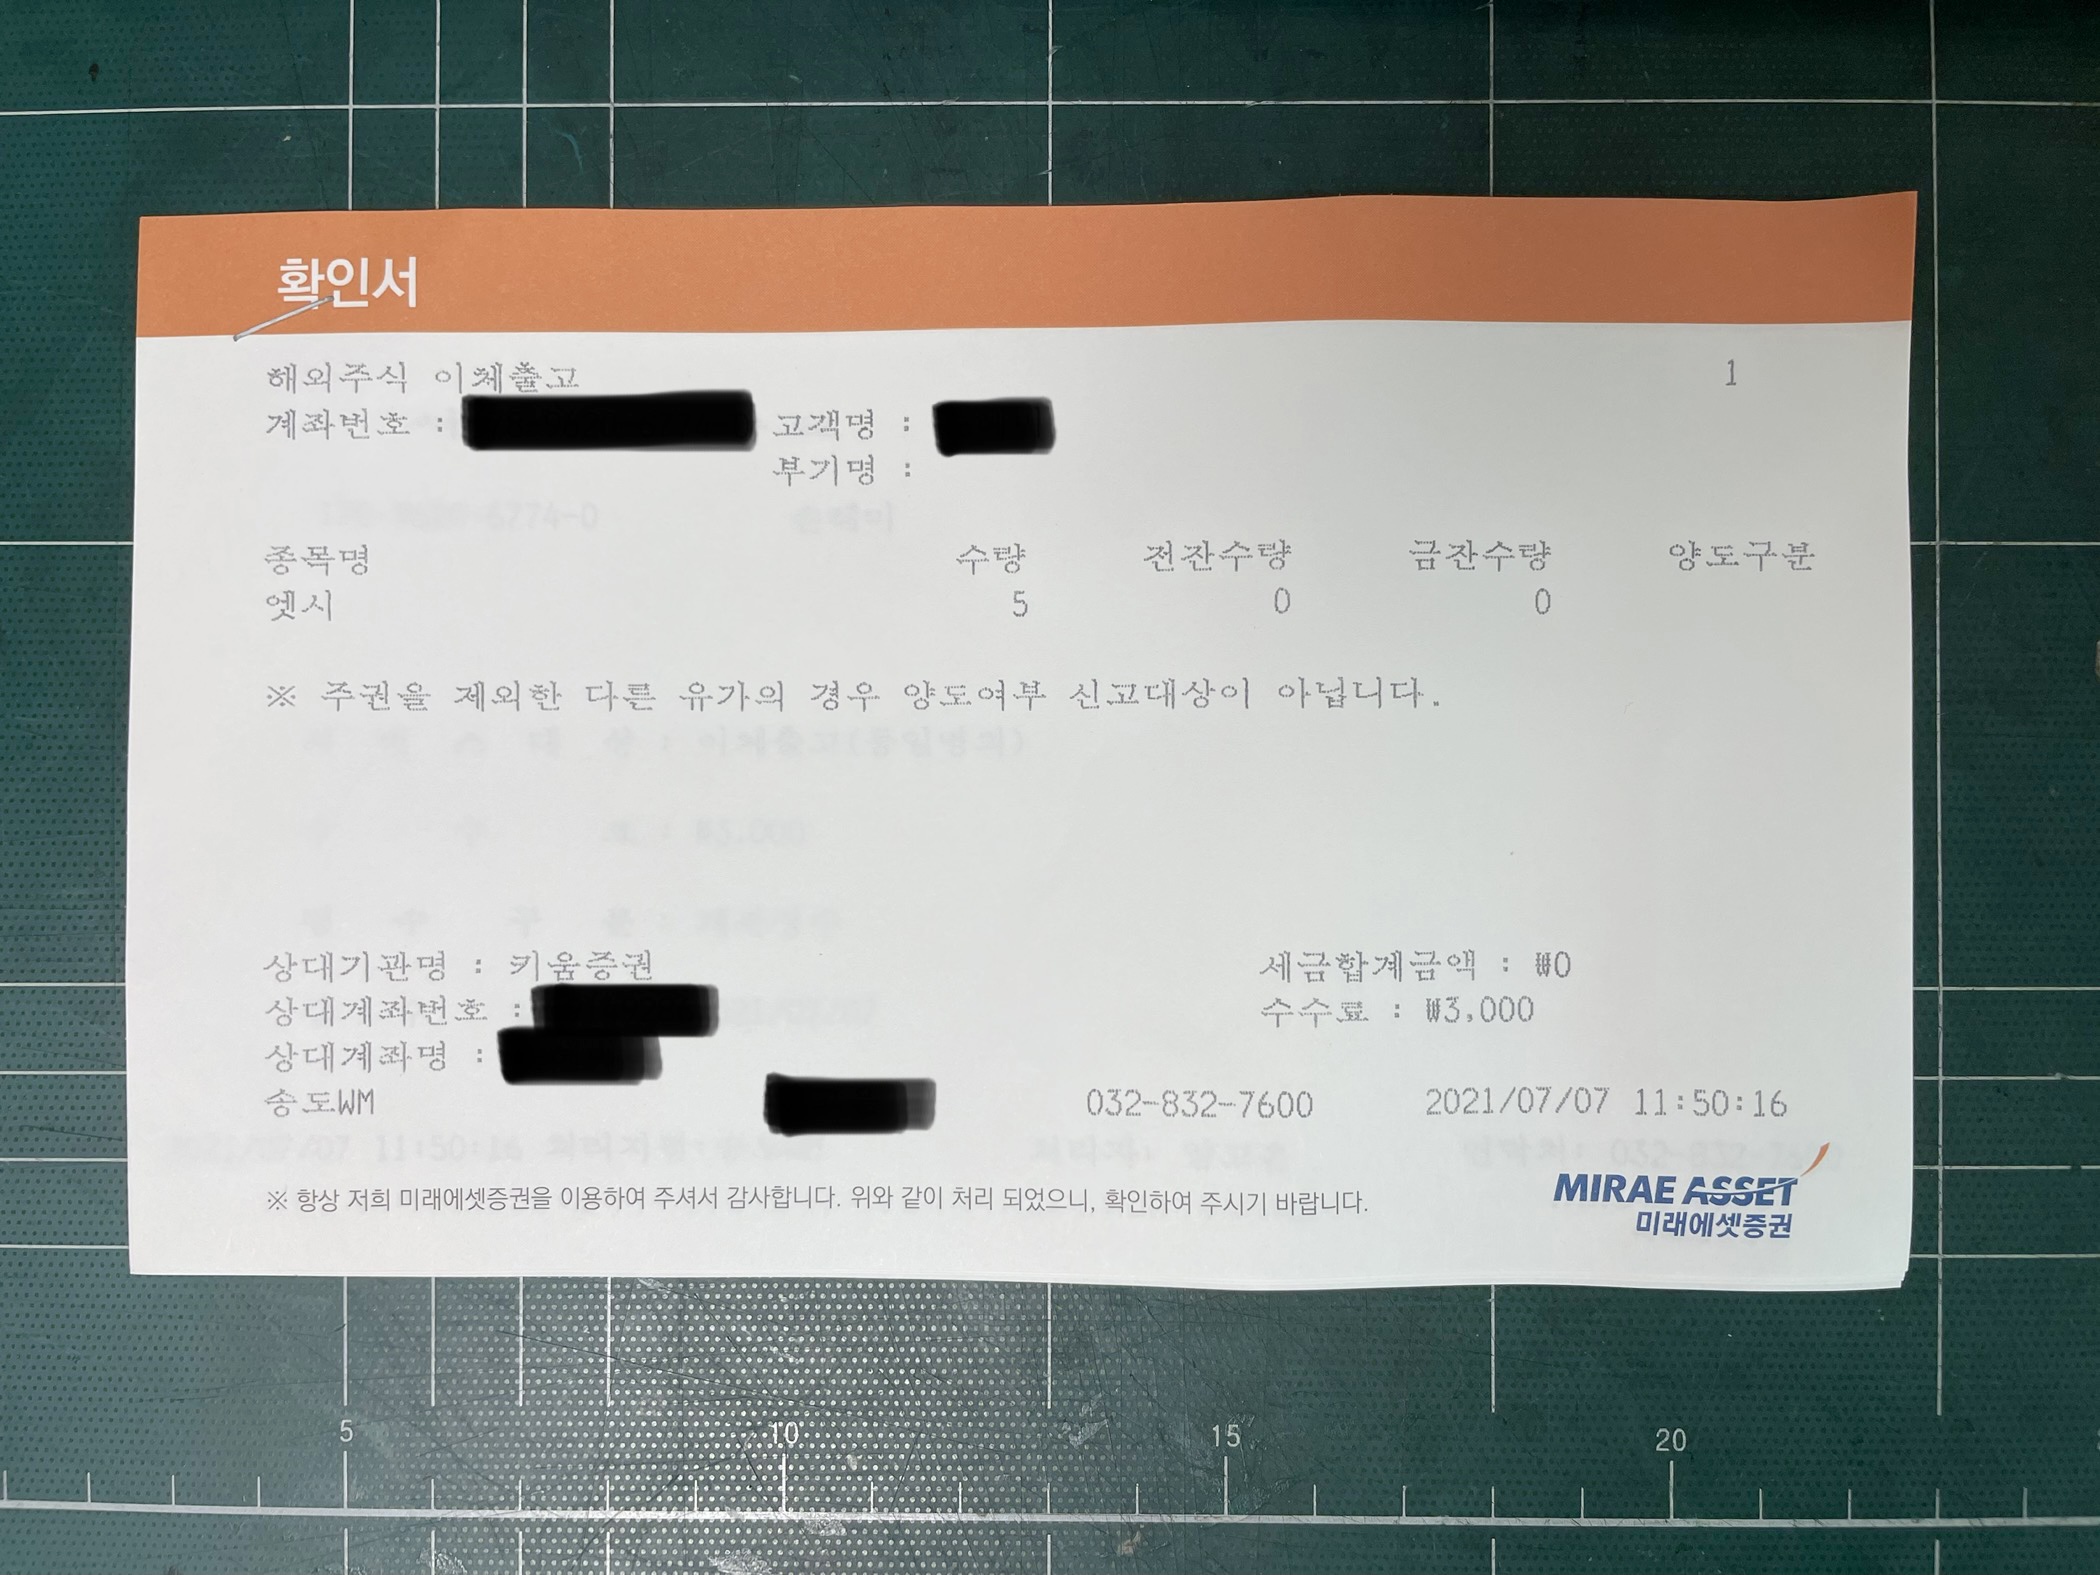 확인서
해외주식 이체출고 1
계좌번호 : 고객명 :
부기명 :
종목명 수량 전잔수량 금잔수량 양도구분
엣시 5 0 0
※ 주권을 제외한 다른 유가의 경우 양도여부 신고대상이 아닙니다.
상대기관명 : 키움증권 세금합계금액 : ₩0
상대계좌번호 : 수수료 : ₩3,000
상대계좌명 :
송도WM 032-832-7600 2021/07/07 11:50:16
※ 항상 저희 미래에셋증권을 이용하여 주셔서 감사합니다. 위와 같이 처리 되었으니, 확인하여 주시기 바랍니다.
MIRAE ASSET
미래에셋증권
5 10 15 20